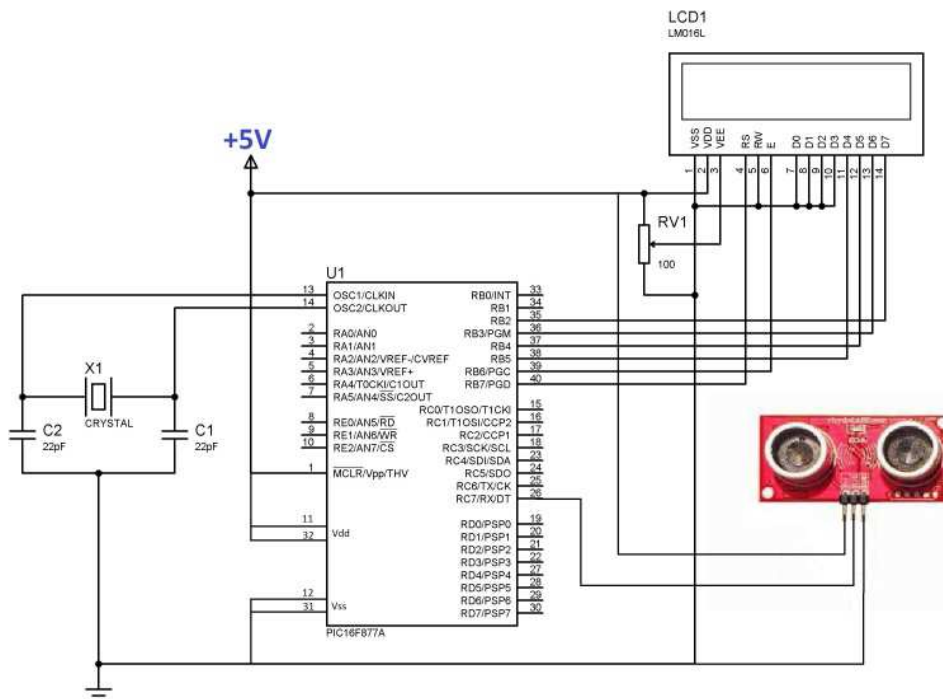 LCD1
LM016L
VSS
VDD
VEE
RS
RW
E
D0
D1
D2
D3
D4
D5
D6
D7
1
2
3
4
5
6
7
8
9
10
11
12
13
14
+5V
RV1
100
U1
13 OSC1/CLKIN RB0/INT 33
14 OSC2/CLKOUT RB1 34
RB2 35
2 RA0/AN0 RB3/PGM 36
3 RA1/AN1 RB4 37
4 RA2/AN2/VREF-/CVREF RB5 38
5 RA3/AN3/VREF+ RB6/PGC 39
6 RA4/T0CKI/C1OUT RB7/PGD 40
7 RA5/AN4/SS/C2OUT
RC0/T1OSO/T1CKI 15
8 RE0/AN5/RD RC1/T1OSI/CCP2 16
9 RE1/AN6/WR RC2/CCP1 17
10 RE2/AN7/CS RC3/SCK/SCL 18
RC4/SDI/SDA 23
1 MCLR/Vpp/THV RC5/SDO 24
RC6/TX/CK 25
RC7/RX/DT 26
11
32 Vdd
RD0/PSP0 19
RD1/PSP1 20
RD2/PSP2 21
RD3/PSP3 22
RD4/PSP4 27
RD5/PSP5 28
12 RD6/PSP6 29
31 Vss RD7/PSP7 30
PIC16F877A
X1
CRYSTAL
C2
22pF
C1
22pF